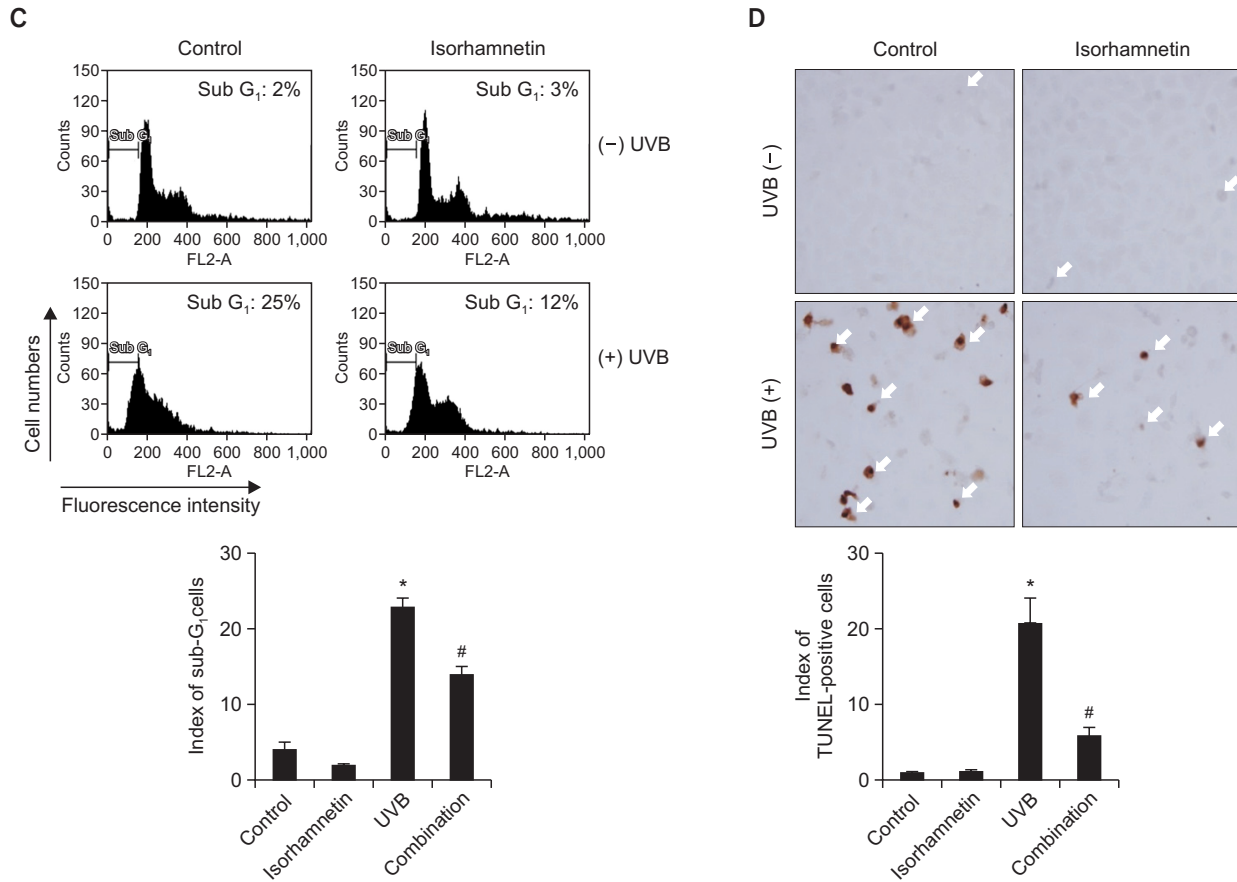 C
Control
Isorhamnetin
150
120
90
60
30
0
Counts
Sub G1: 2%
Sub G1
0 200 400 600 800 1,000
FL2-A
150
120
90
60
30
0
Counts
Sub G1: 3%
Sub G1
0 200 400 600 800 1,000
FL2-A
(−) UVB
150
120
90
60
30
0
Counts
Sub G1: 25%
Sub G1
0 200 400 600 800 1,000
FL2-A
150
120
90
60
30
0
Counts
Sub G1: 12%
Sub G1
0 200 400 600 800 1,000
FL2-A
(+) UVB
Cell numbers
Fluorescence intensity
Index of sub-G1cells
30
20
10
0
*
#
Control
Isorhamnetin
UVB
Combination
D
Control
Isorhamnetin
UVB (−)
UVB (+)
Index of
TUNEL-positive cells
30
20
10
0
*
#
Control
Isorhamnetin
UVB
Combination